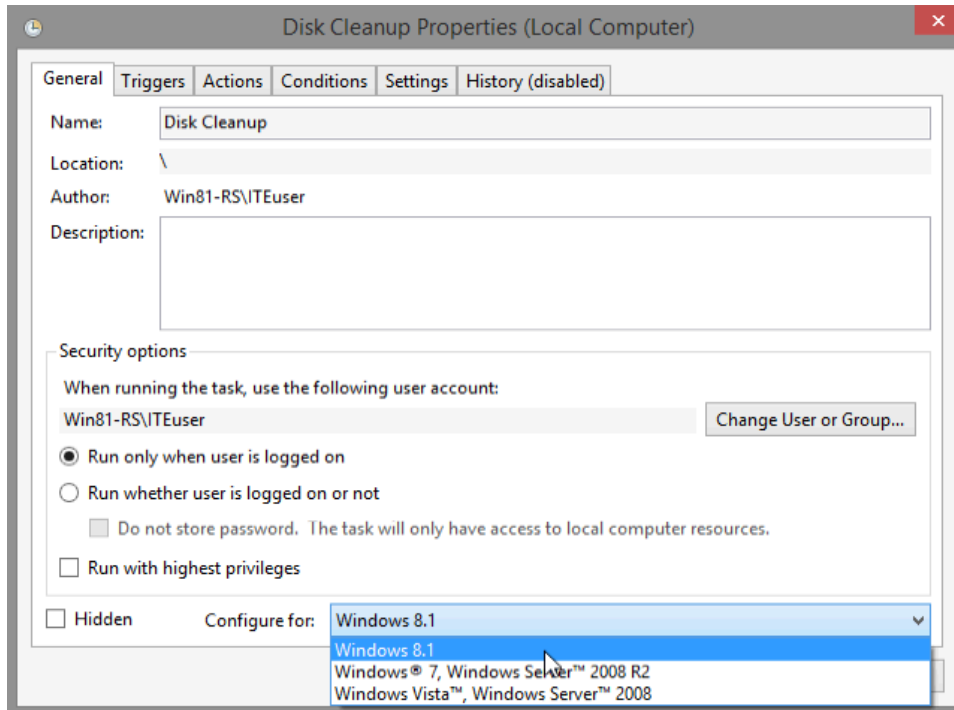 Disk Cleanup Properties (Local Computer)
General Triggers Actions Conditions Settings History (disabled)
Name: Disk Cleanup
Location: \
Author: Win81-RS\ITEuser
Description:
Security options
When running the task, use the following user account:
Win81-RS\ITEuser Change User or Group...
Run only when user is logged on
Run whether user is logged on or not
Do not store password. The task will only have access to local computer resources.
Run with highest privileges
Hidden Configure for: Windows 8.1
Windows 8.1
Windows® 7, Windows Server™ 2008 R2
Windows Vista™, Windows Server™ 2008